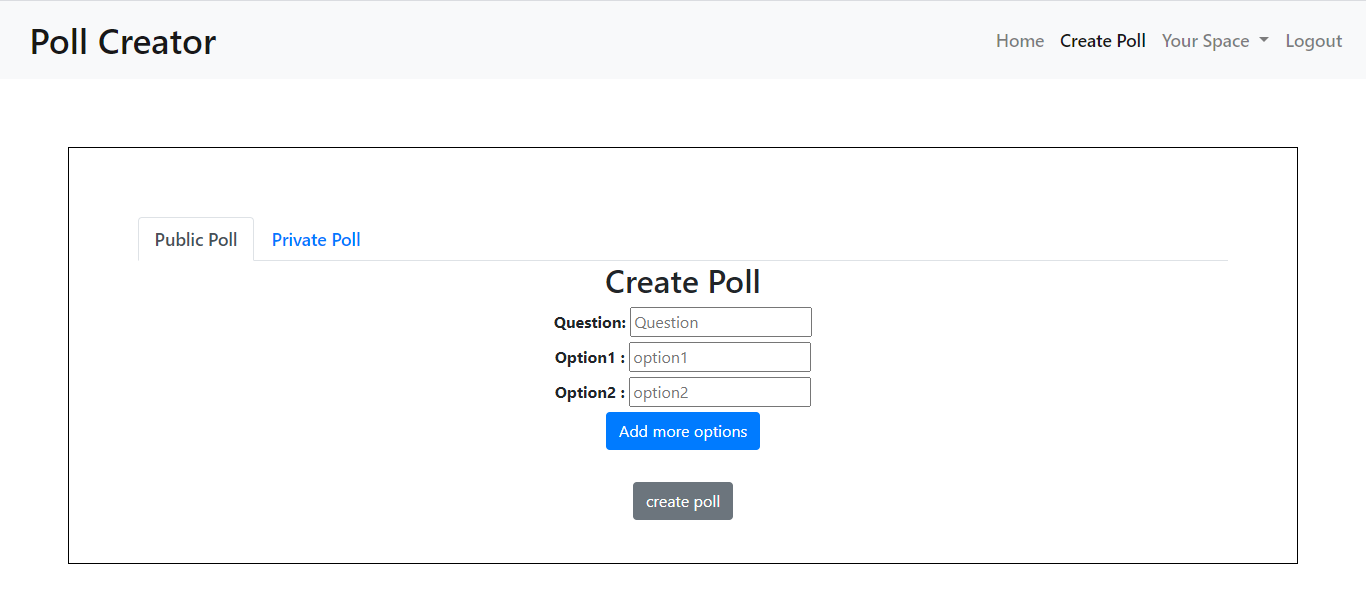 Poll Creator
Home Create Poll Your Space Logout
Public Poll Private Poll
Create Poll
Question: Question
Option1 : option1
Option2 : option2
Add more options
create poll